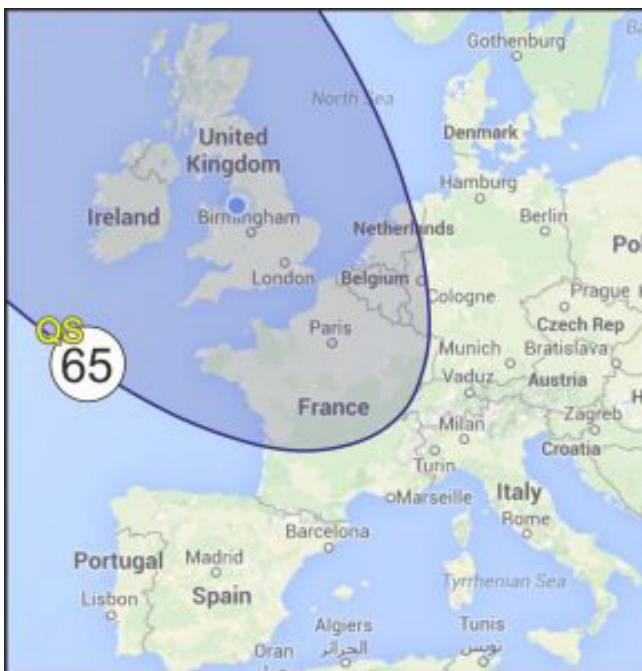 Gothenburg
North Sea
United
Kingdom
Denmark
Hamburg
Ireland
Birmingham
Netherlands
Berlin
Pol
London
Belgium
Cologne
Prague
QS
65
Paris
Czech Rep
Munich
Bratislava
Vaduz
Austria
France
Milan
Zagreb
Turin
Croatia
Marseille
Italy
Barcelona
Rome
Portugal
Madrid
Lisbon
Spain
Tyrrhenian Sea
Algiers
الجزائر
Tunis
تونس
Oran